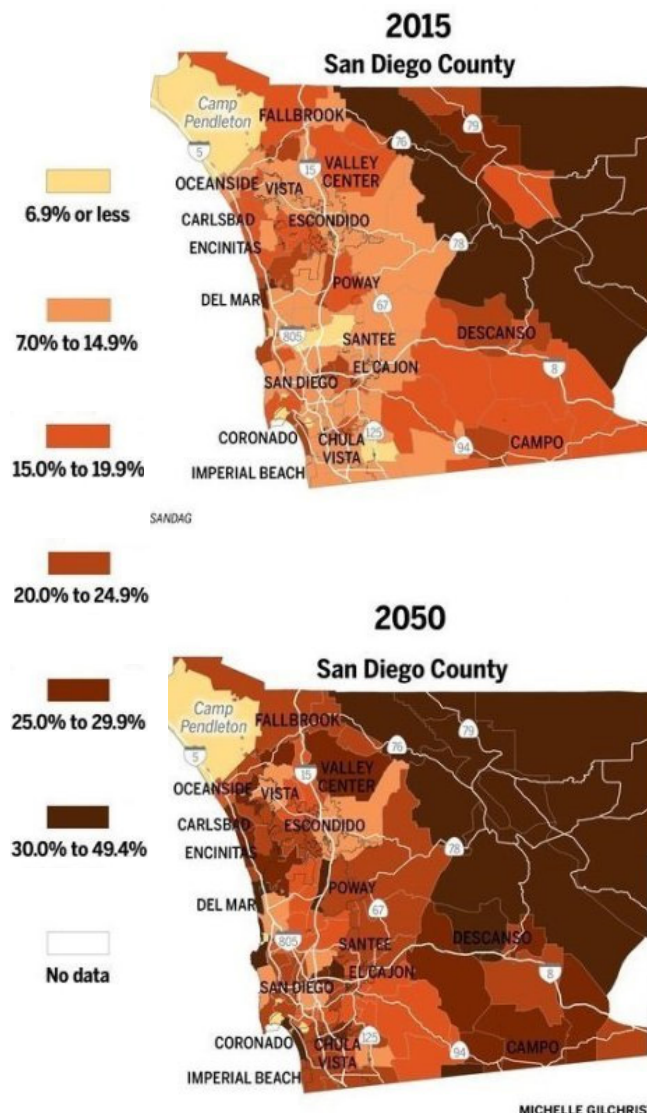 2015
San Diego County
Camp
Pendleton
FALLBROOK
79
76
5
15
VALLEY
CENTER
OCEANSIDE
VISTA
CARLSBAD
ESCONDIDO
ENCINITAS
78
POWAY
DEL MAR
67
805
SANTEE
DESCANSO
EL CAJON
8
SAN DIEGO
CORONADO
CHULA
VISTA
125
94
CAMPO
IMPERIAL BEACH
SANDAG
6.9% or less
7.0% to 14.9%
15.0% to 19.9%
20.0% to 24.9%
25.0% to 29.9%
30.0% to 49.4%
No data
2050
San Diego County
Camp
Pendleton
FALLBROOK
79
76
5
15
VALLEY
CENTER
OCEANSIDE
VISTA
CARLSBAD
ESCONDIDO
ENCINITAS
78
POWAY
DEL MAR
67
805
SANTEE
DESCANSO
EL CAJON
8
SAN DIEGO
CORONADO
CHULA
VISTA
125
94
CAMPO
IMPERIAL BEACH
MICHELLE GILCHRIST